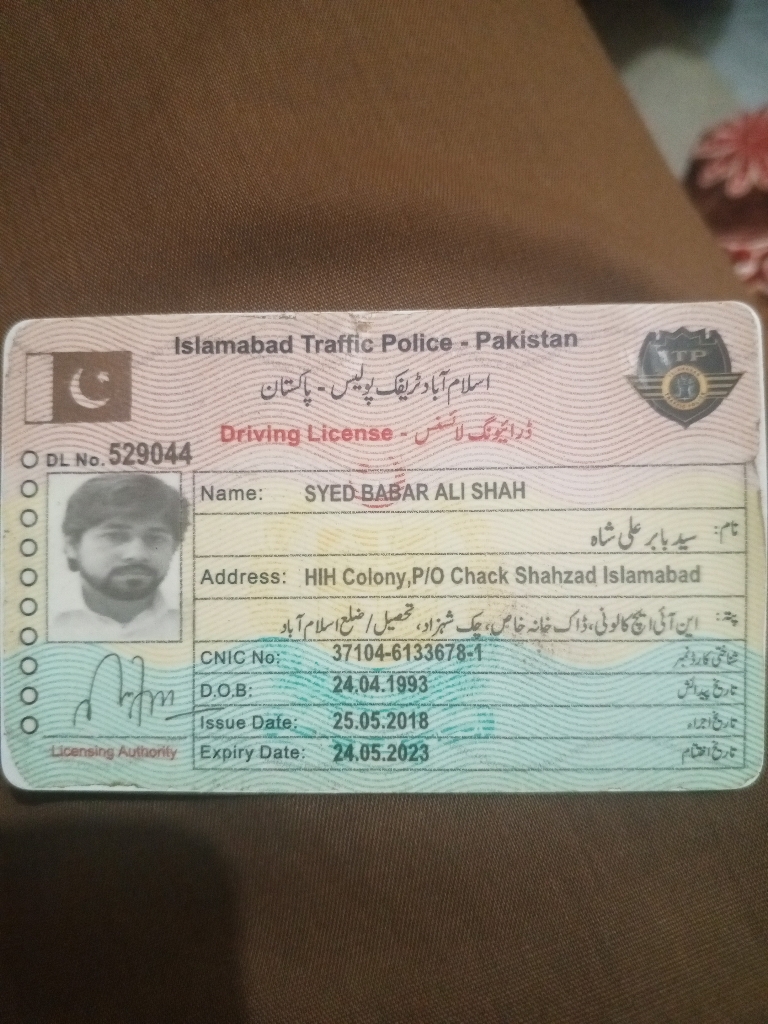 Islamabad Traffic Police - Pakistan
اسلام آباد ٹریفک پولیس - پاکستان
ITP
Driving License - ڈرائیونگ لائسنس
DL No. 529044
Name: SYED BABAR ALI SHAH
نام: سید بابر علی شاہ
Address: HIH Colony,P/O Chack Shahzad Islamabad
پتہ: این آئی ایچ کالونی، ڈاک خانہ خاص، چک شہزاد، تحصیل/ضلع اسلام آباد
CNIC No: 37104-6133678-1 شناختی کارڈ نمبر
D.O.B: 24.04.1993 تاریخ پیدائش
Issue Date: 25.05.2018 تاریخ اجراء
Expiry Date: 24.05.2023 تاریخ اختتام
Licensing Authority